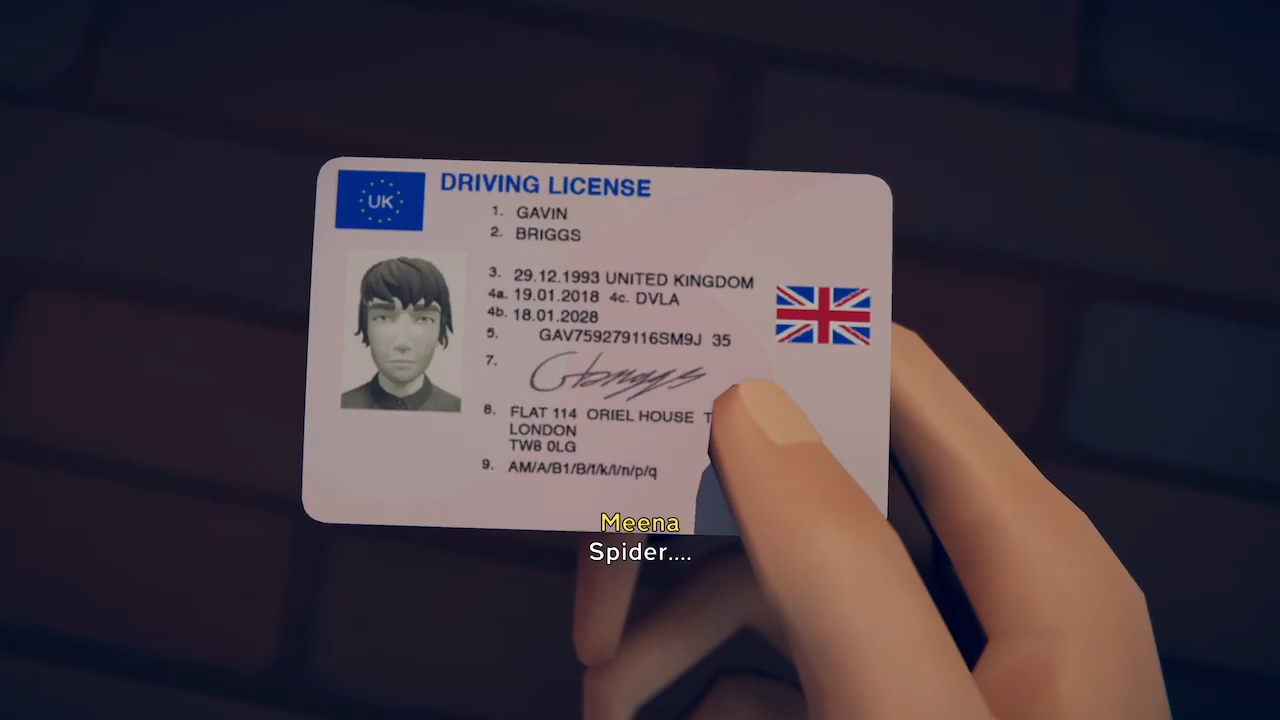 UK
DRIVING LICENSE
1. GAVIN
2. BRIGGS
3. 29.12.1993 UNITED KINGDOM
4a. 19.01.2018 4c. DVLA
4b. 18.01.2028
5. GAV759279116SM9J 35
7. Gbriggs
8. FLAT 114 ORIEL HOUSE T
LONDON
TW8 0LG
9. AM/A/B1/B/f/k/l/n/p/q
Meena
Spider....